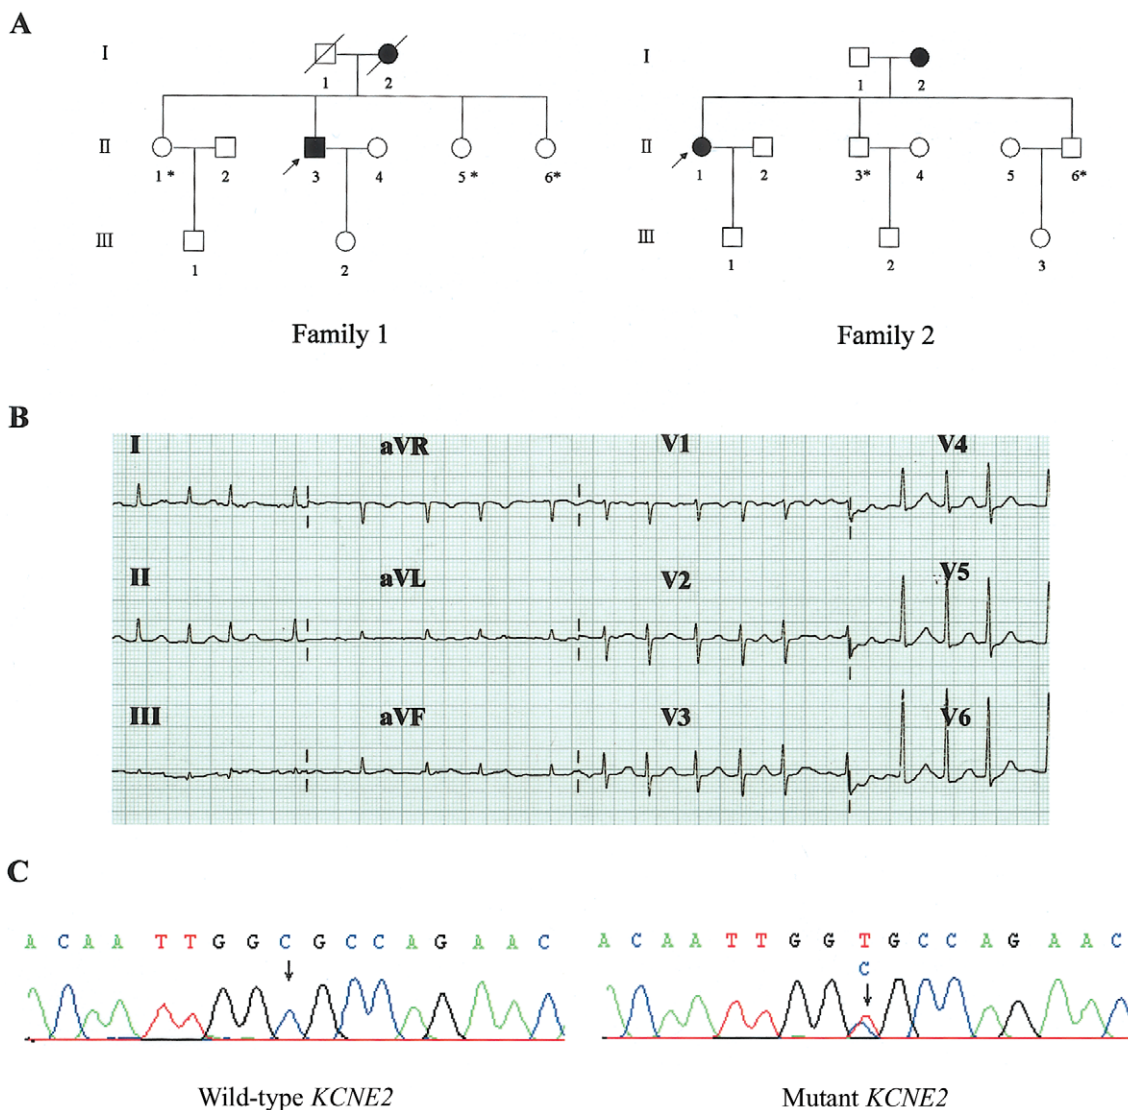 A
I
1
2
II
1*
2
3
4
5*
6*
III
1
2
Family 1
I
1
2
II
1
2
3*
4
5
6*
III
1
2
3
Family 2
B
I
aVR
V1
V4
II
aVL
V2
V5
III
aVF
V3
V6
C
A C A A T T G G C G C C A G A A C
Wild-type KCNE2
A C A A T T G G T G C C A G A A C
C
Mutant KCNE2